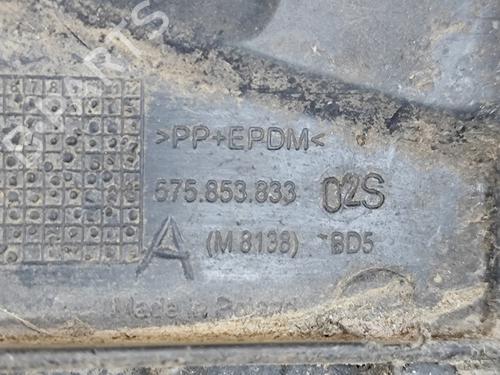 >PP+EPDM<
575.853.833 02S
A (M 8138) BD5
Made in Poland